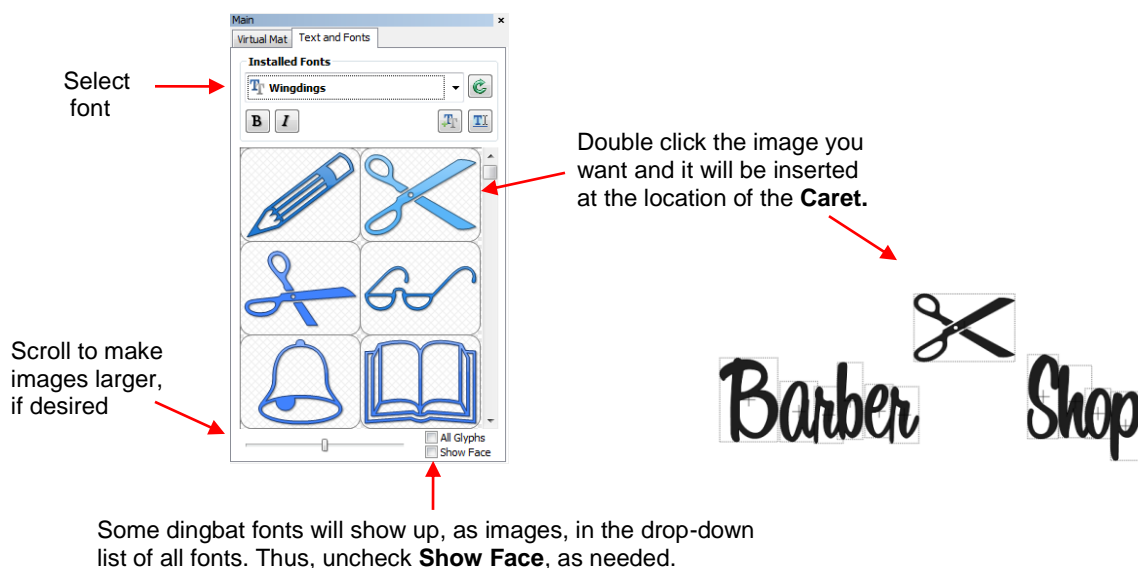 Main
Virtual Mat
Text and Fonts
Installed Fonts
Select
font
Wingdings
B I
Double click the image you
want and it will be inserted
at the location of the Caret.
Scroll to make
images larger,
if desired
Barber Shop
All Glyphs
Show Face
Some dingbat fonts will show up, as images, in the drop-down
list of all fonts. Thus, uncheck Show Face, as needed.